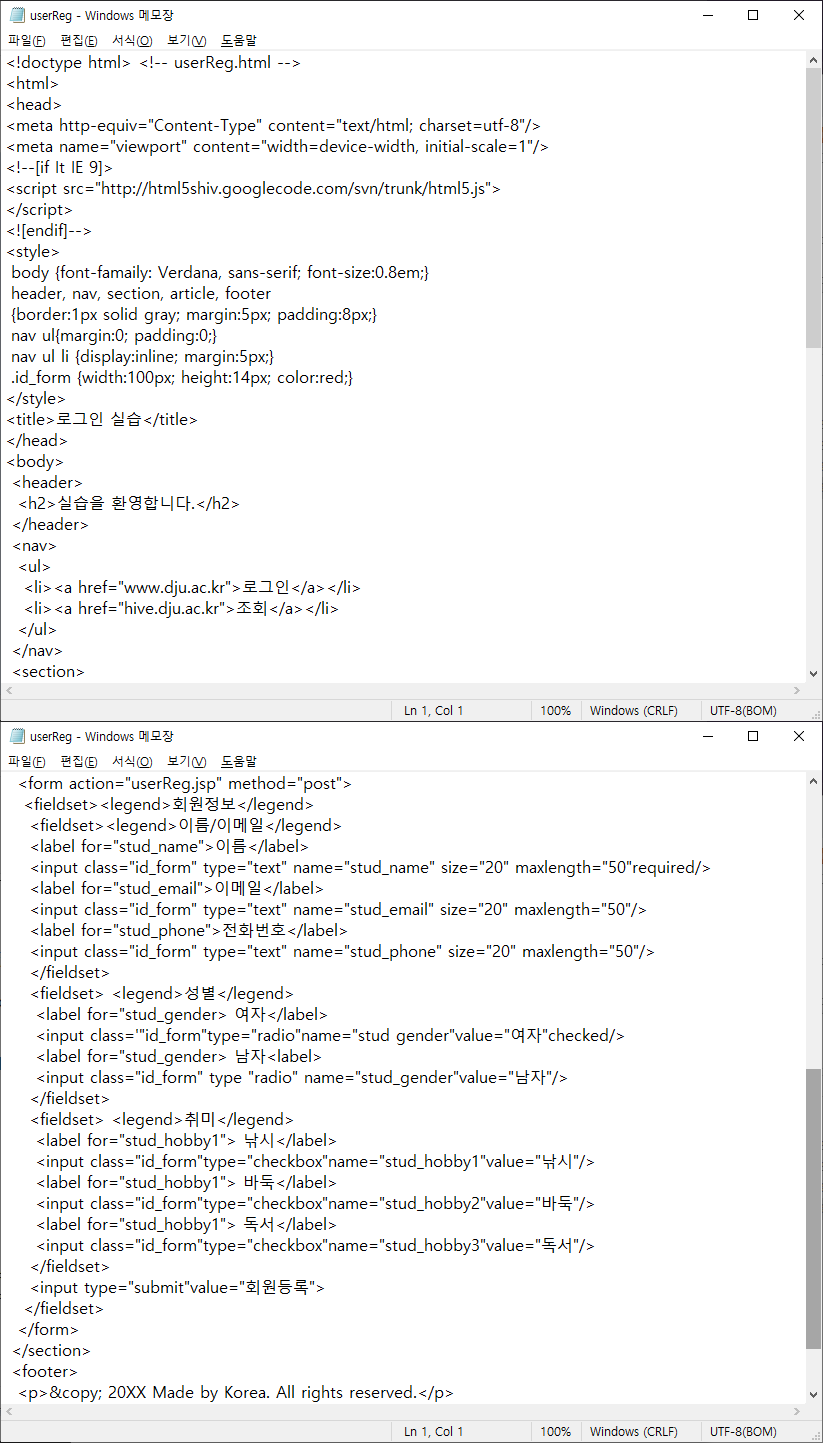 userReg - Windows 메모장
파일(F) 편집(E) 서식(O) 보기(V) 도움말
<!doctype html> <!-- userReg.html -->
<html>
<head>
<meta http-equiv="Content-Type" content="text/html; charset=utf-8"/>
<meta name="viewport" content="width=device-width, initial-scale=1"/>
<!--[if lt IE 9]>
<script src="http://html5shiv.googlecode.com/svn/trunk/html5.js">
</script>
<![endif]-->
<style>
body {font-famaily: Verdana, sans-serif; font-size:0.8em;}
header, nav, section, article, footer
{border:1px solid gray; margin:5px; padding:8px;}
nav ul{margin:0; padding:0;}
nav ul li {display:inline; margin:5px;}
.id_form {width:100px; height:14px; color:red;}
</style>
<title>로그인 실습</title>
</head>
<body>
<header>
<h2>실습을 환영합니다.</h2>
</header>
<nav>
<ul>
<li><a href="www.dju.ac.kr">로그인</a></li>
<li><a href="hive.dju.ac.kr">조회</a></li>
</ul>
</nav>
<section>
Ln 1, Col 1 100% Windows (CRLF) UTF-8(BOM)
userReg - Windows 메모장
파일(F) 편집(E) 서식(O) 보기(V) 도움말
<form action="userReg.jsp" method="post">
<fieldset><legend>회원정보</legend>
<fieldset><legend>이름/이메일</legend>
<label for="stud_name">이름</label>
<input class="id_form" type="text" name="stud_name" size="20" maxlength="50"required/>
<label for="stud_email">이메일</label>
<input class="id_form" type="text" name="stud_email" size="20" maxlength="50"/>
<label for="stud_phone">전화번호</label>
<input class="id_form" type="text" name="stud_phone" size="20" maxlength="50"/>
</fieldset>
<fieldset> <legend>성별</legend>
<label for="stud_gender> 여자</label>
<input class='"id_form"type="radio"name="stud gender"value="여자"checked/>
<label for="stud_gender> 남자<label>
<input class="id_form" type "radio" name="stud_gender"value="남자"/>
</fieldset>
<fieldset> <legend>취미</legend>
<label for="stud_hobby1"> 낚시</label>
<input class="id_form"type="checkbox"name="stud_hobby1"value="낚시"/>
<label for="stud_hobby1"> 바둑</label>
<input class="id_form"type="checkbox"name="stud_hobby2"value="바둑"/>
<label for="stud_hobby1"> 독서</label>
<input class="id_form"type="checkbox"name="stud_hobby3"value="독서"/>
</fieldset>
<input type="submit"value="회원등록">
</fieldset>
</form>
</section>
<footer>
<p>&copy; 20XX Made by Korea. All rights reserved.</p>
Ln 1, Col 1 100% Windows (CRLF) UTF-8(BOM)